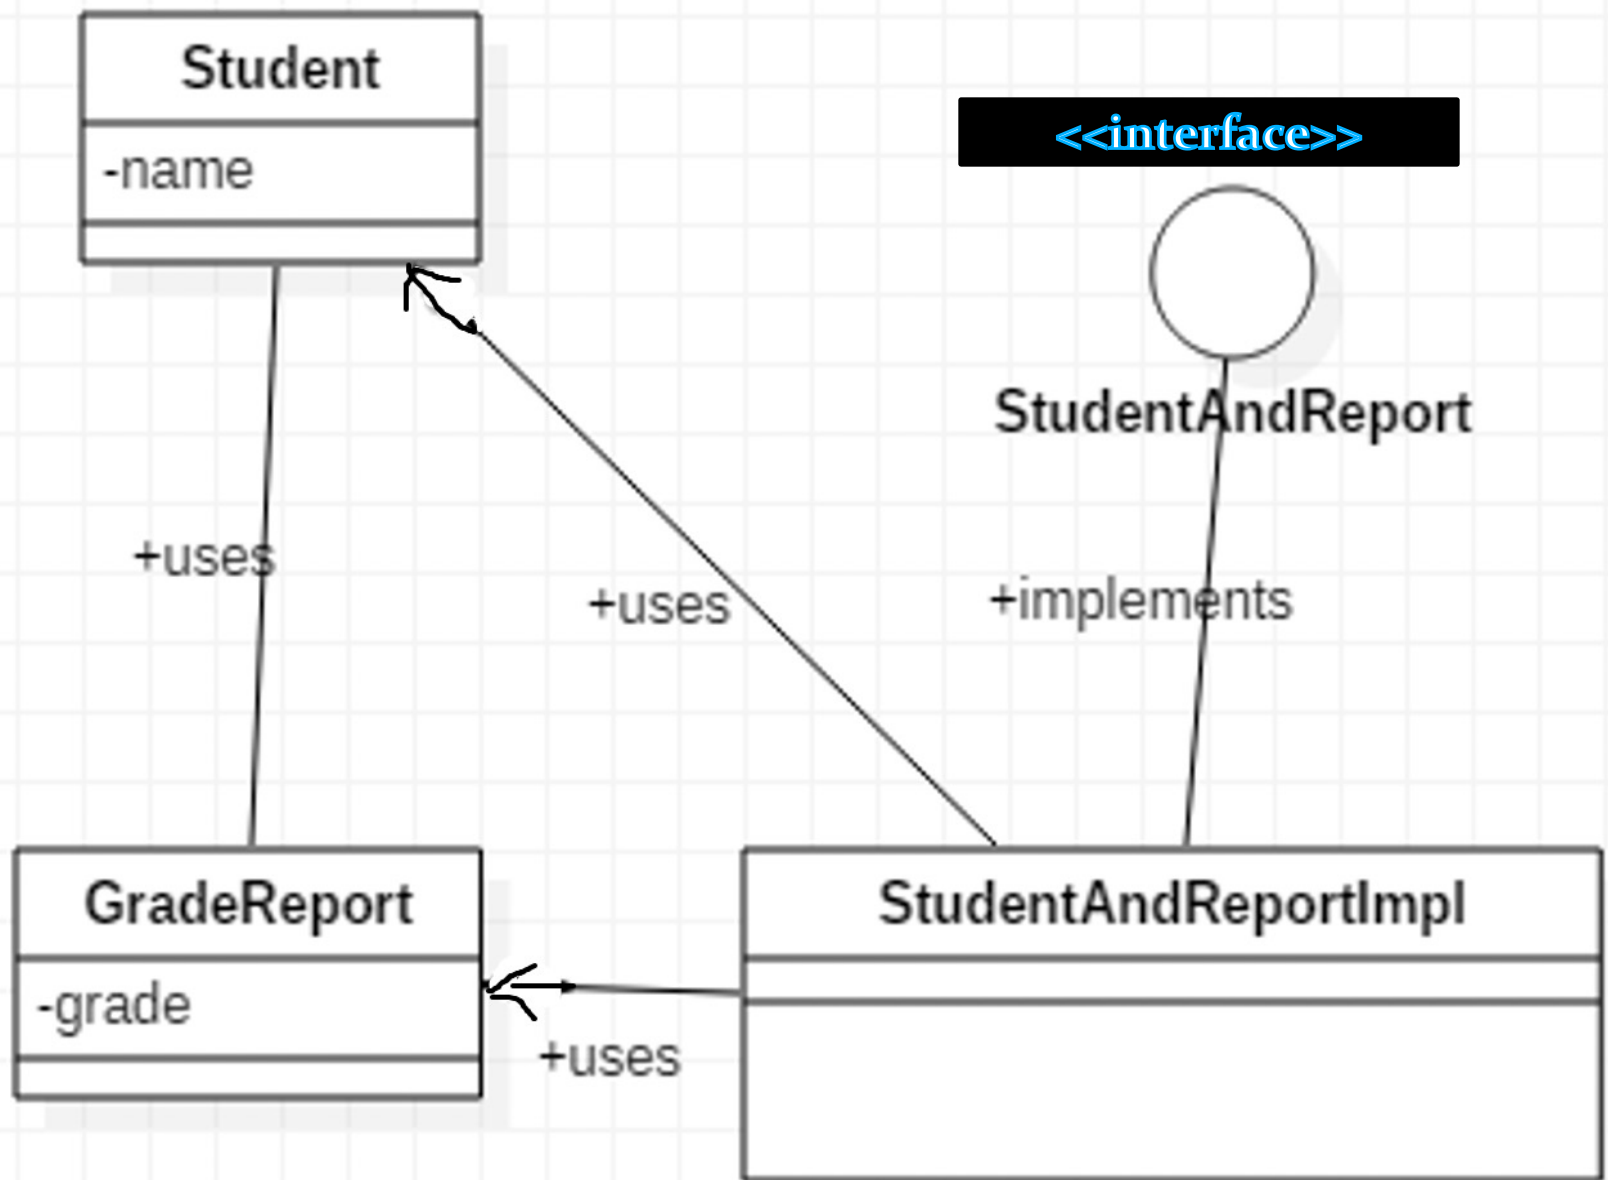 Student
-name
<<interface>>
StudentAndReport
+uses
+uses
+implements
GradeReport
-grade
+uses
StudentAndReportImpl